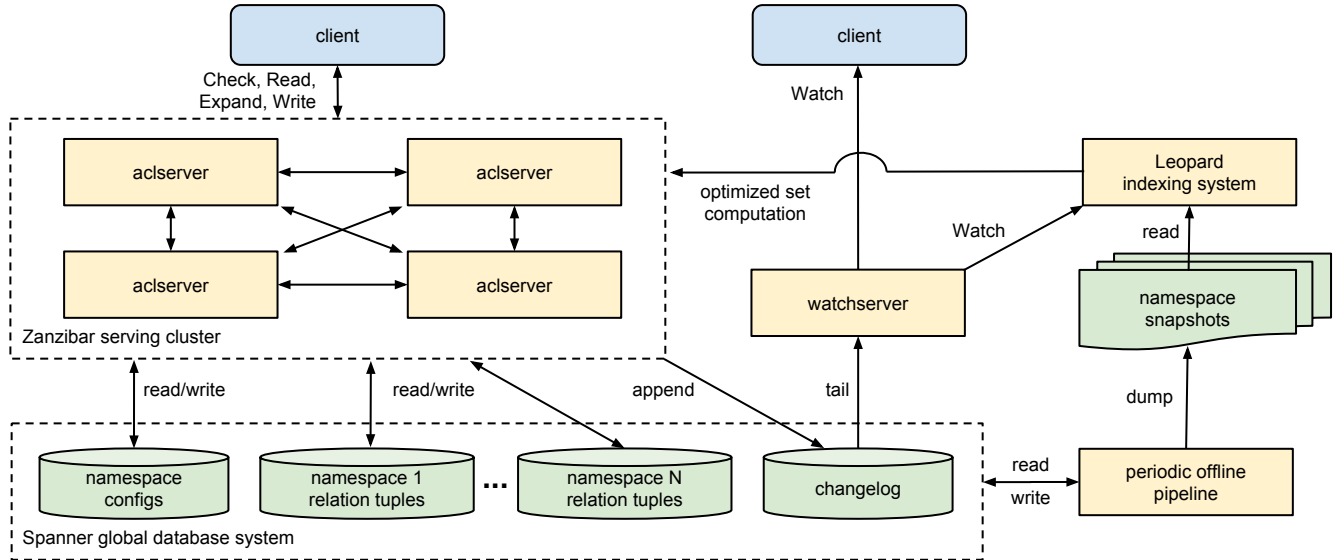 client
client
Check, Read,
Expand, Write
Watch
aclserver
aclserver
Leopard
indexing system
optimized set
computation
Watch
read
aclserver
aclserver
watchserver
namespace
snapshots
Zanzibar serving cluster
read/write
read/write
append
tail
dump
namespace
configs
namespace 1
relation tuples
...
namespace N
relation tuples
changelog
read
write
periodic offline
pipeline
Spanner global database system